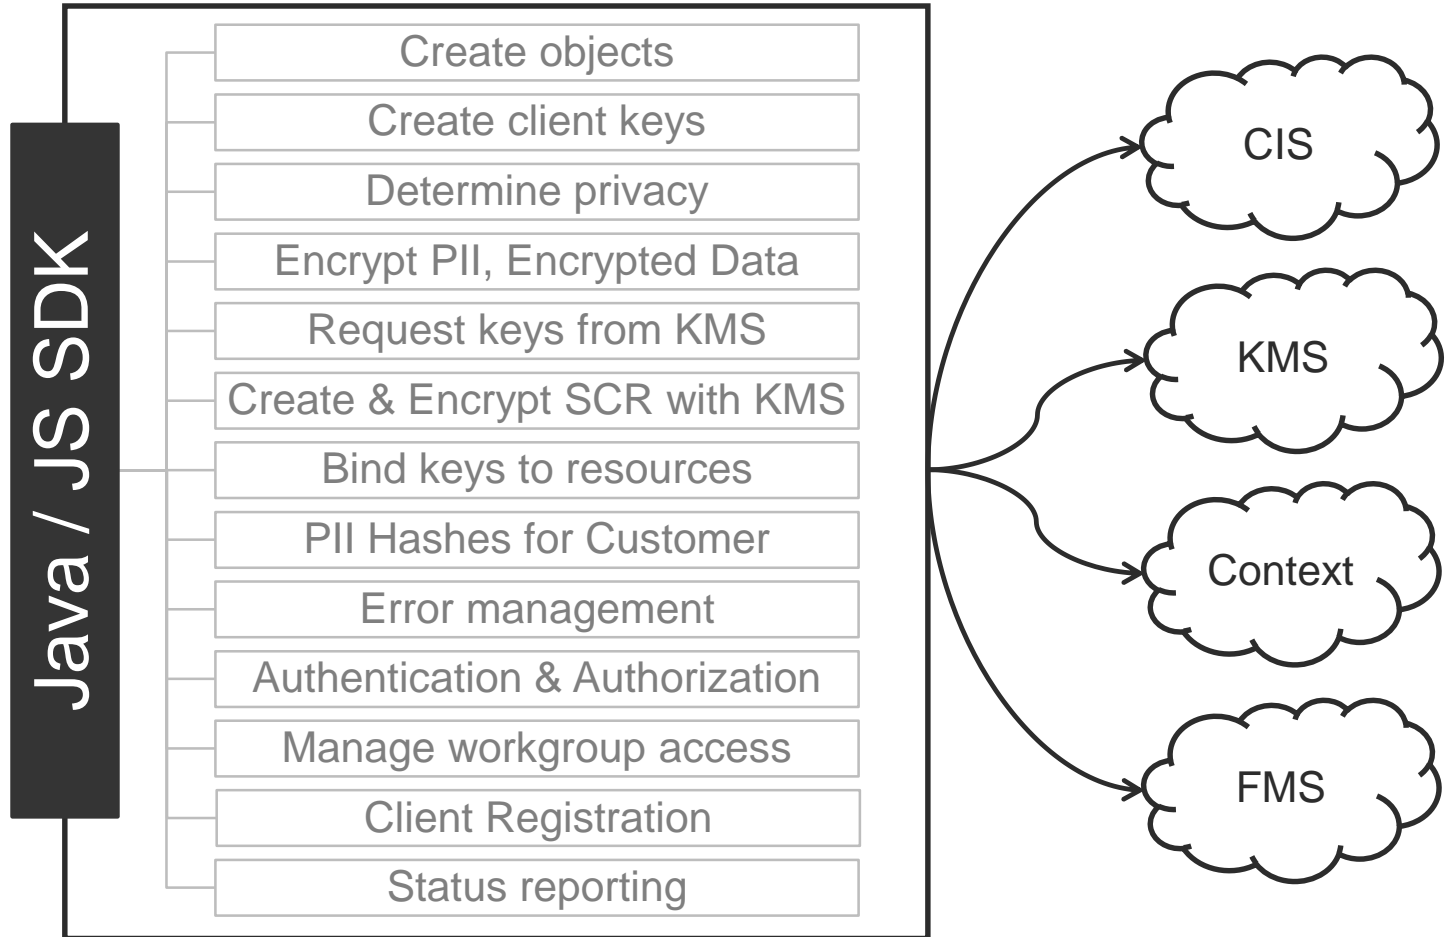 Java / JS SDK
Create objects
Create client keys
Determine privacy
Encrypt PII, Encrypted Data
Request keys from KMS
Create & Encrypt SCR with KMS
Bind keys to resources
PII Hashes for Customer
Error management
Authentication & Authorization
Manage workgroup access
Client Registration
Status reporting
CIS
KMS
Context
FMS